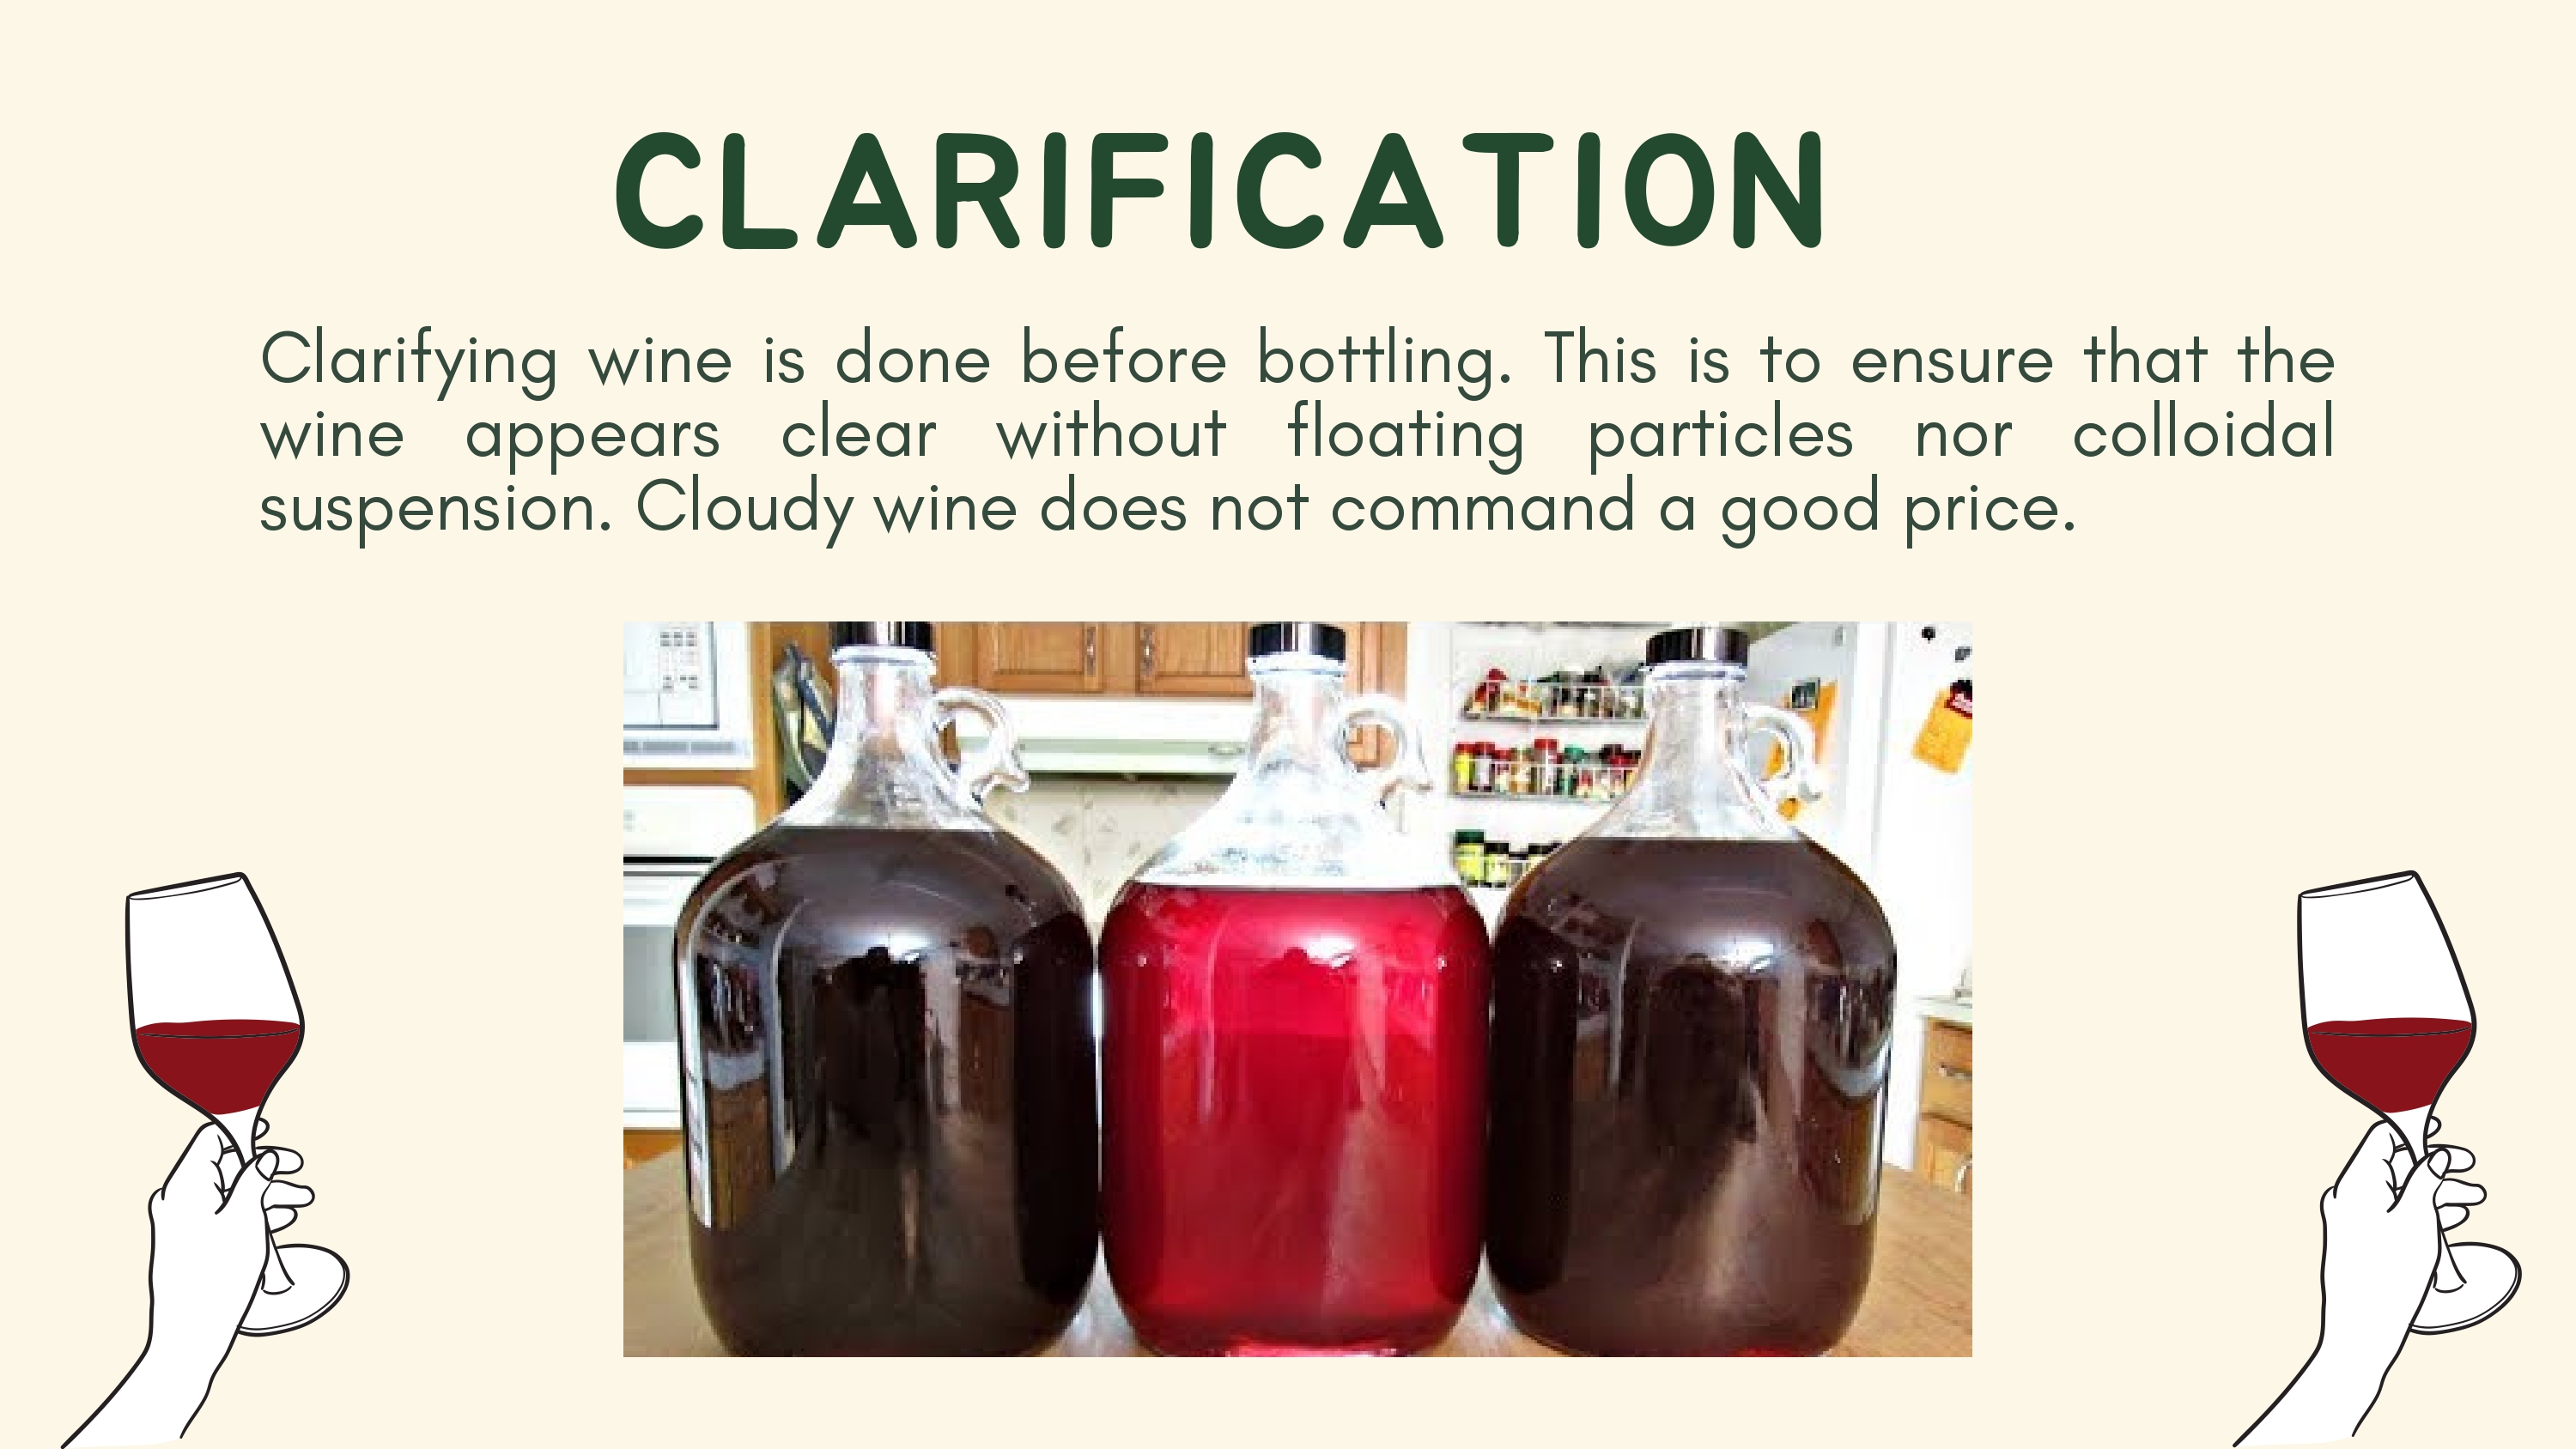 CLARIFICATION
Clarifying wine is done before bottling. This is to ensure that the
wine appears clear without floating particles nor colloidal
suspension. Cloudy wine does not command a good price.